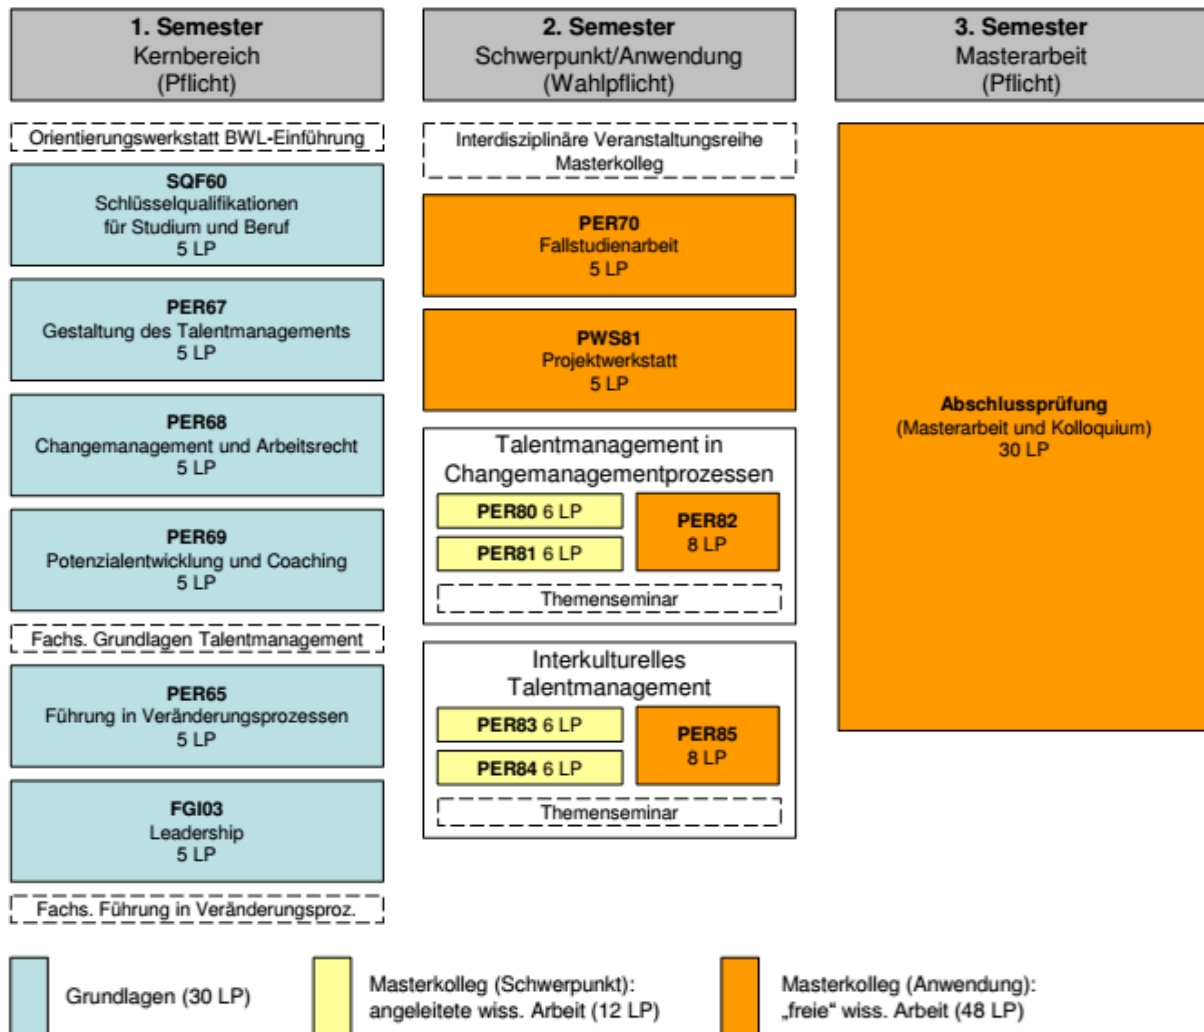 1. Semester
Kernbereich
(Pflicht)
2. Semester
Schwerpunkt/Anwendung
(Wahlpflicht)
3. Semester
Masterarbeit
(Pflicht)
Orientierungswerkstatt BWL-Einführung
SQF60
Schlüsselqualifikationen
für Studium und Beruf
5 LP
PER67
Gestaltung des Talentmanagements
5 LP
PER68
Changemanagement und Arbeitsrecht
5 LP
PER69
Potenzialentwicklung und Coaching
5 LP
Fachs. Grundlagen Talentmanagement
PER65
Führung in Veränderungsprozessen
5 LP
FGI03
Leadership
5 LP
Fachs. Führung in Veränderungsproz.
Interdisziplinäre Veranstaltungsreihe
Masterkolleg
PER70
Fallstudienarbeit
5 LP
PWS81
Projektwerkstatt
5 LP
Talentmanagement in
Changemanagementprozessen
PER80 6 LP
PER81 6 LP
PER82
8 LP
Themenseminar
Interkulturelles
Talentmanagement
PER83 6 LP
PER84 6 LP
PER85
8 LP
Themenseminar
Abschlussprüfung
(Masterarbeit und Kolloquium)
30 LP
Grundlagen (30 LP)
Masterkolleg (Schwerpunkt):
angeleitete wiss. Arbeit (12 LP)
Masterkolleg (Anwendung):
„freie“ wiss. Arbeit (48 LP)